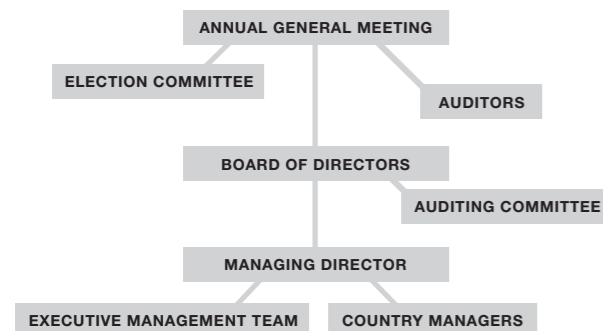 ANNUAL GENERAL MEETING
ELECTION COMMITTEE
AUDITORS
BOARD OF DIRECTORS
AUDITING COMMITTEE
MANAGING DIRECTOR
EXECUTIVE MANAGEMENT TEAM
COUNTRY MANAGERS